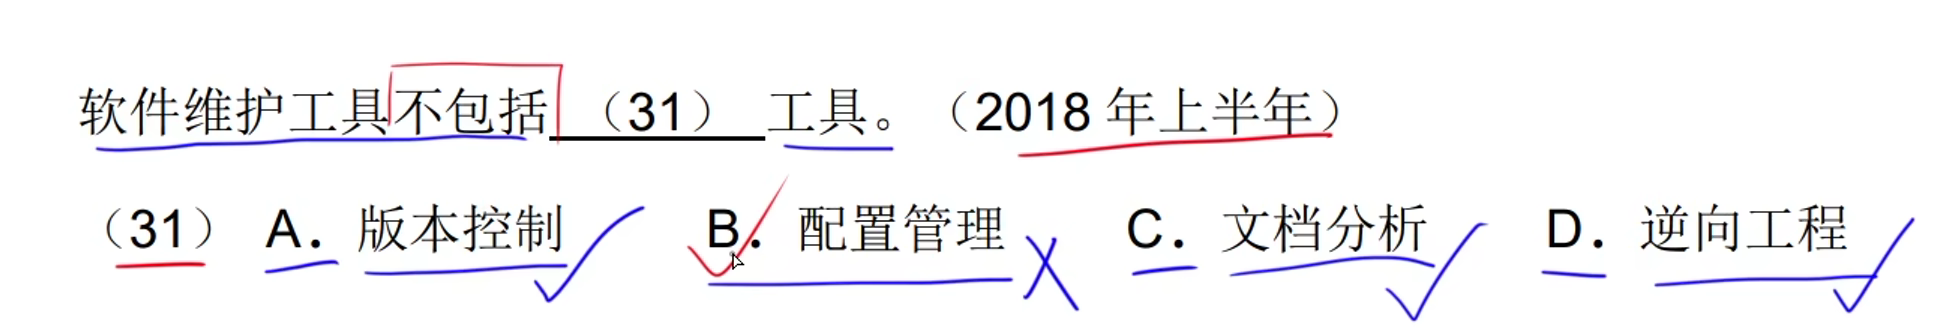 软件维护工具不包括（31）工具。（2018 年上半年）
（31） A．版本控制 B．配置管理 C．文档分析 D．逆向工程